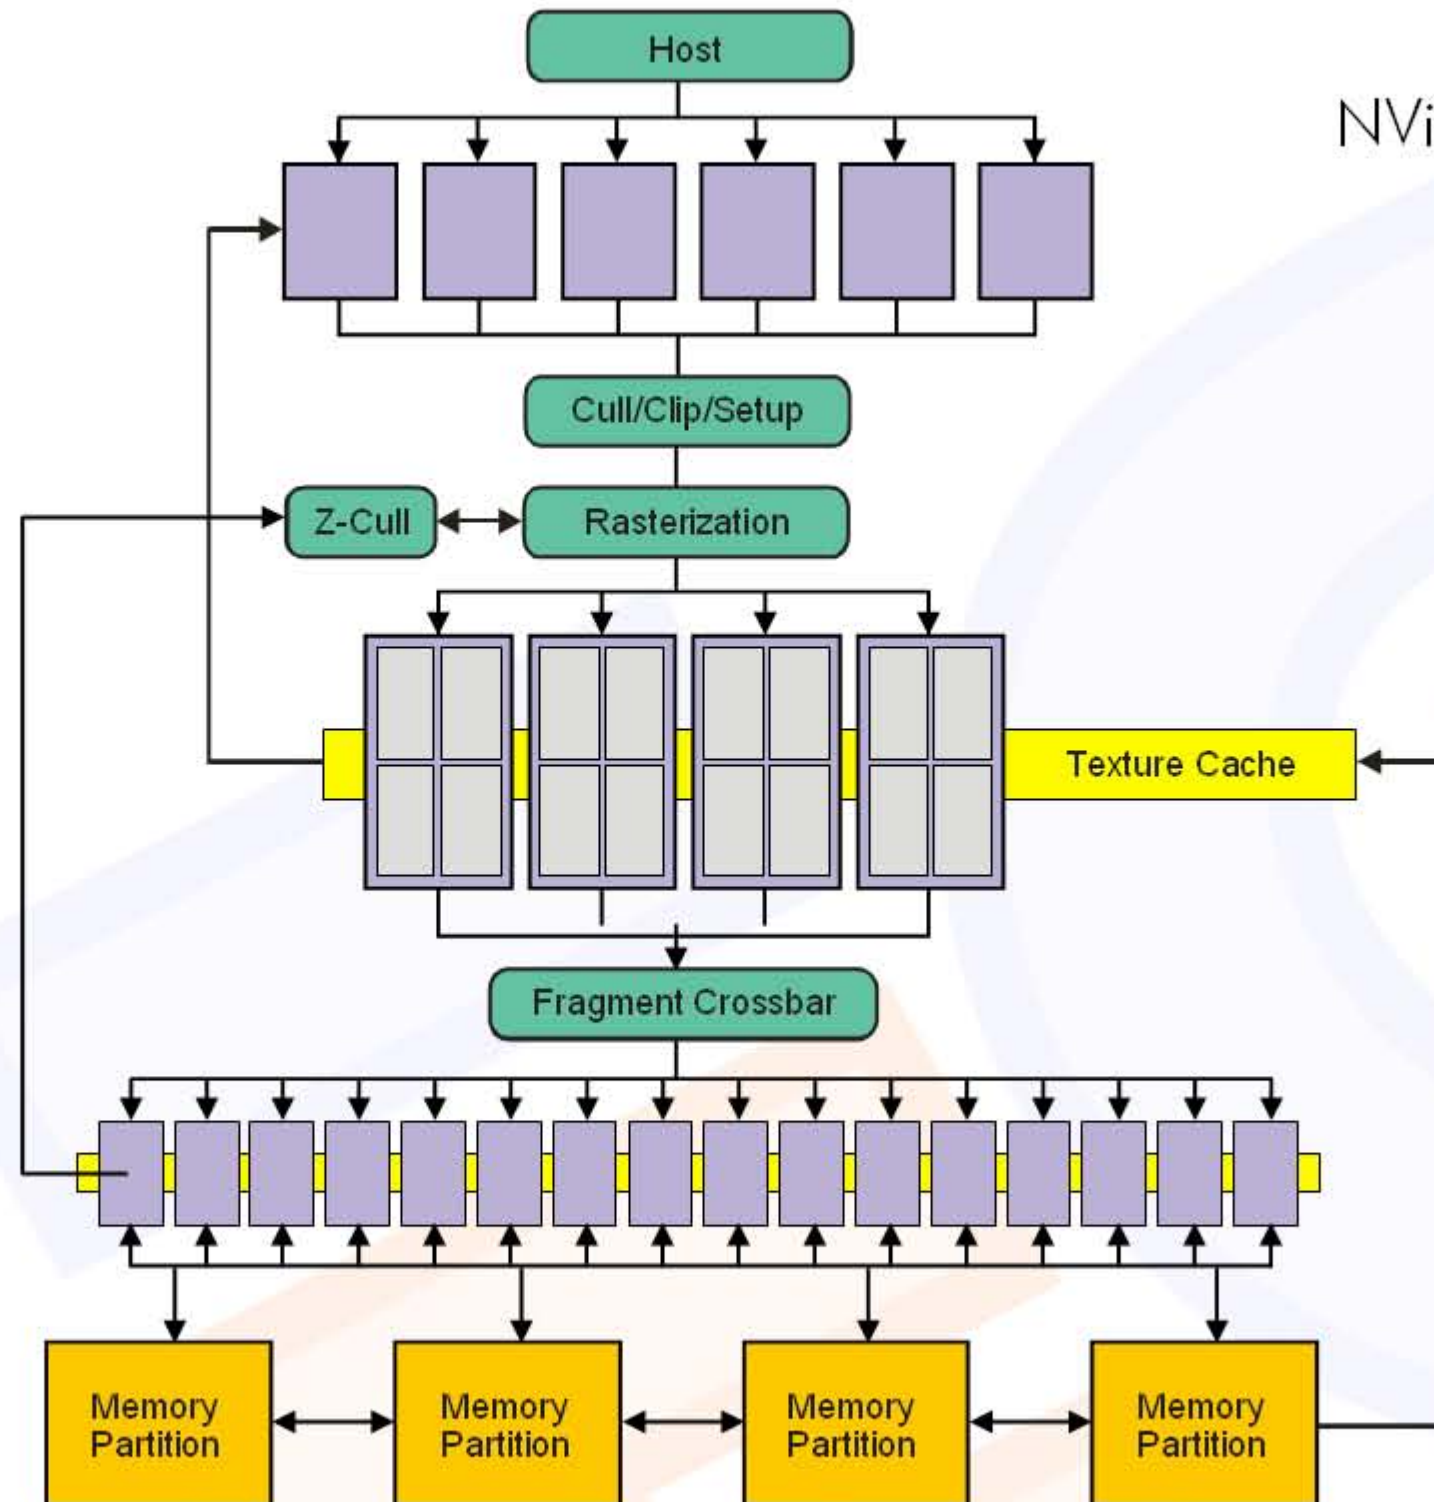 Host
NVi
Cull/Clip/Setup
Z-Cull
Rasterization
Texture Cache
Fragment Crossbar
Memory
Partition
Memory
Partition
Memory
Partition
Memory
Partition